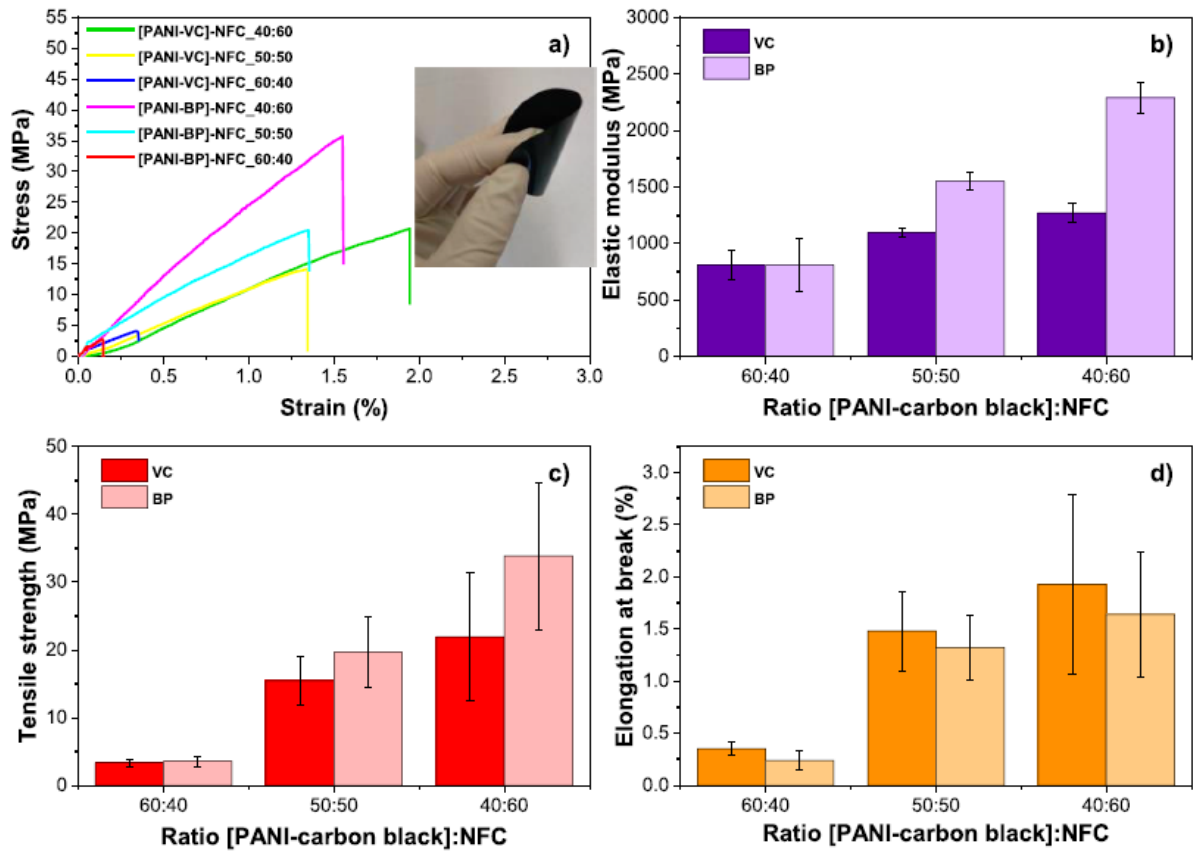 a)
[PANI-VC]-NFC_40:60
[PANI-VC]-NFC_50:50
[PANI-VC]-NFC_60:40
[PANI-BP]-NFC_40:60
[PANI-BP]-NFC_50:50
[PANI-BP]-NFC_60:40
55
50
45
40
35
30
25
20
15
10
5
0
Stress (MPa)
0.0 0.5 1.0 1.5 2.0 2.5 3.0
Strain (%)
b)
VC
BP
3000
2500
2000
1500
1000
500
0
Elastic modulus (MPa)
60:40 50:50 40:60
Ratio [PANI-carbon black]:NFC
c)
VC
BP
50
40
30
20
10
0
Tensile strength (MPa)
60:40 50:50 40:60
Ratio [PANI-carbon black]:NFC
d)
VC
BP
3.0
2.5
2.0
1.5
1.0
0.5
0.0
Elongation at break (%)
60:40 50:50 40:60
Ratio [PANI-carbon black]:NFC